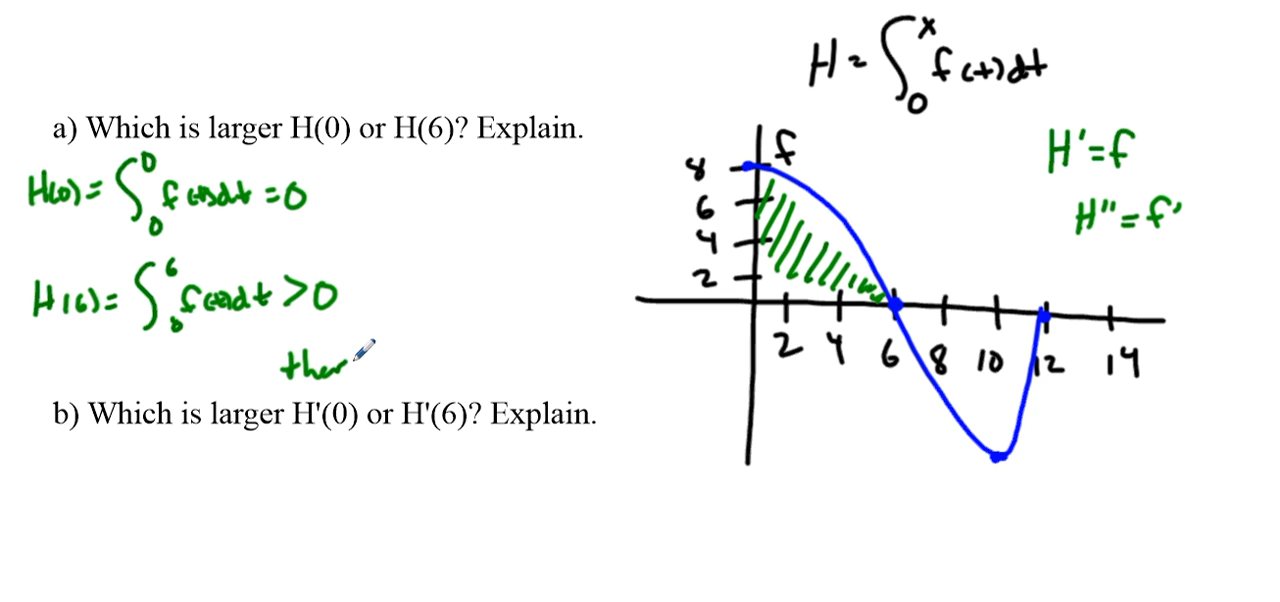 H = ∫₀ˣ f(t)dt
a) Which is larger H(0) or H(6)? Explain.
H(0) = ∫₀⁰ f(t)dt = 0
H(6) = ∫₀⁶ f(t)dt > 0
ther
b) Which is larger H'(0) or H'(6)? Explain.
f
H' = f
H'' = f'
8
6
4
2
2 4 6 8 10 12 14